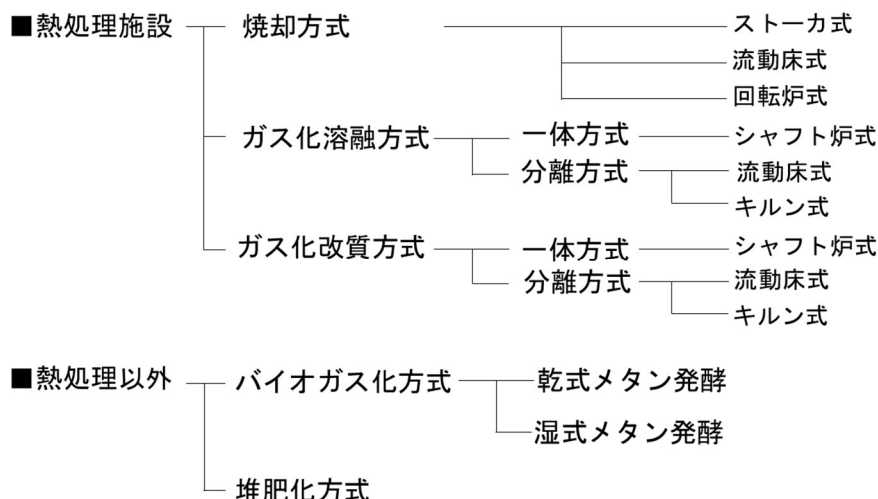 ■熱処理施設 焼却方式 ストーカ式
流動床式
回転炉式
ガス化溶融方式 一体方式 シャフト炉式
分離方式 流動床式
キルン式
ガス化改質方式 一体方式 シャフト炉式
分離方式 流動床式
キルン式
■熱処理以外 バイオガス化方式 乾式メタン発酵
湿式メタン発酵
堆肥化方式